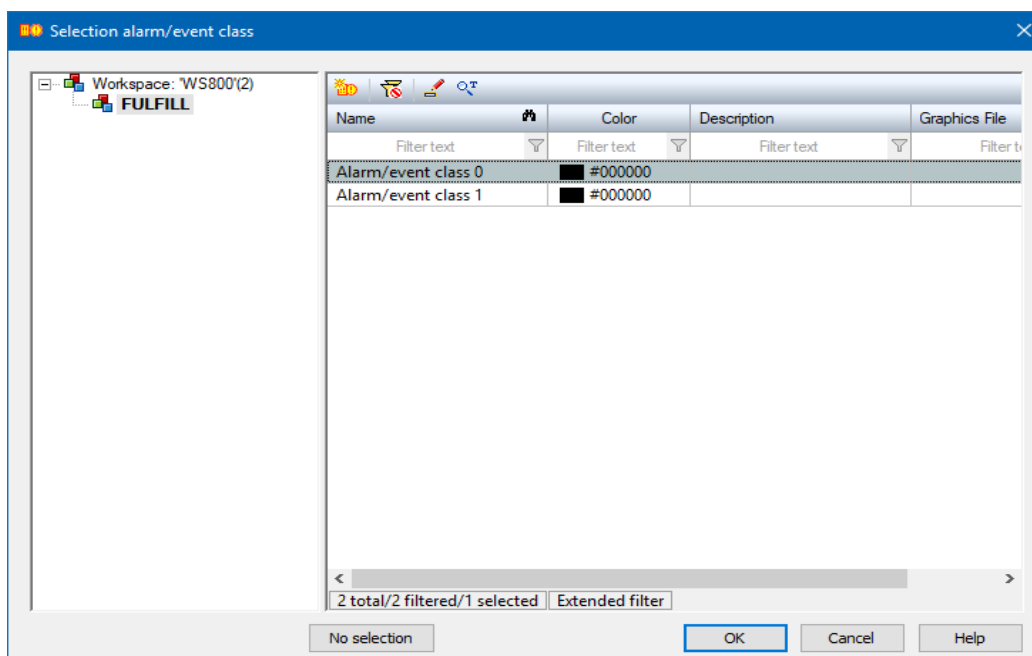 Selection alarm/event class
Workspace: 'WS800'(2)
FULFILL
Name Color Description Graphics File
Filter text Filter text Filter text Filter t
Alarm/event class 0 #000000
Alarm/event class 1 #000000
2 total/2 filtered/1 selected Extended filter
No selection OK Cancel Help